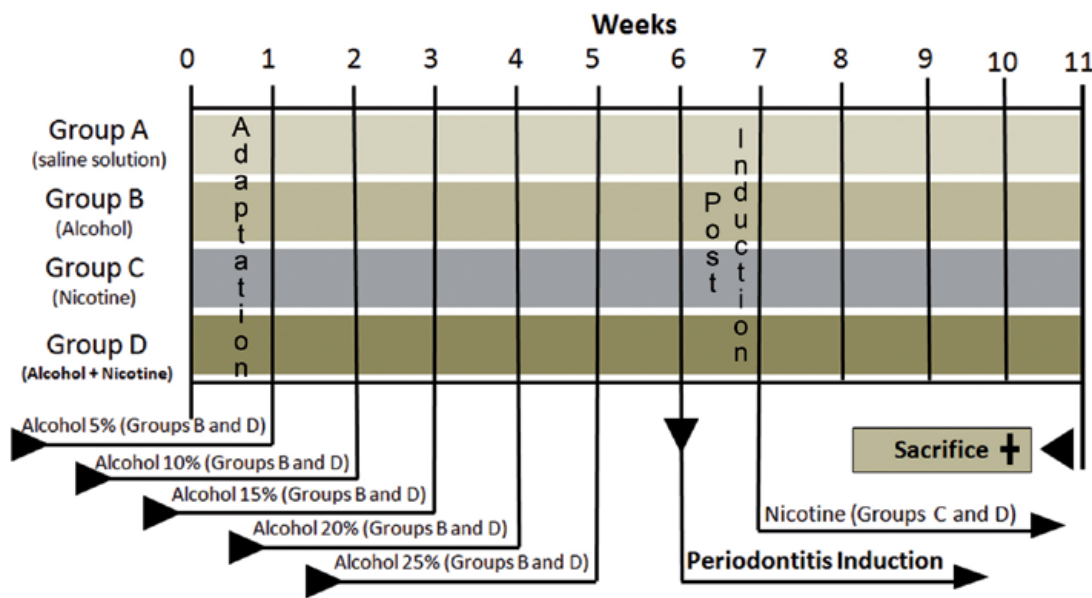 Weeks
0 1 2 3 4 5 6 7 8 9 10 11
Group A
(saline solution)
Group B
(Alcohol)
Group C
(Nicotine)
Group D
(Alcohol + Nicotine)
Adaptation
Post
Induction
Alcohol 5% (Groups B and D)
Alcohol 10% (Groups B and D)
Alcohol 15% (Groups B and D)
Alcohol 20% (Groups B and D)
Alcohol 25% (Groups B and D)
Sacrifice
Nicotine (Groups C and D)
Periodontitis Induction